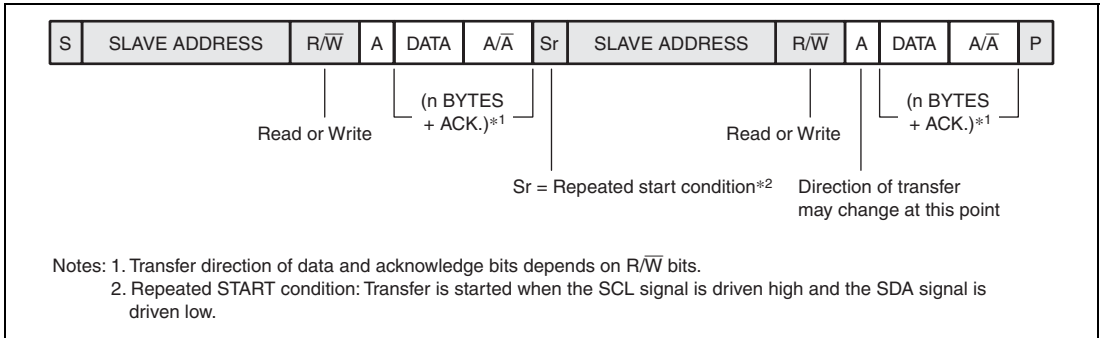 S SLAVE ADDRESS R/W̅ A DATA A/A̅ Sr SLAVE ADDRESS R/W̅ A DATA A/A̅ P
(n BYTES + ACK.)*1
(n BYTES + ACK.)*1
Read or Write
Read or Write
Sr = Repeated start condition*2
Direction of transfer
may change at this point
Notes: 1. Transfer direction of data and acknowledge bits depends on R/W̅ bits.
2. Repeated START condition: Transfer is started when the SCL signal is driven high and the SDA signal is
driven low.